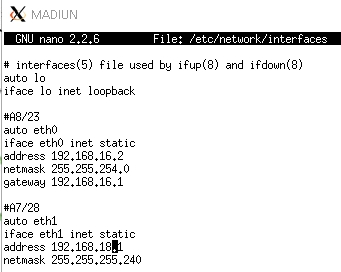 MADIUN
GNU nano 2.2.6 File: /etc/network/interfaces
# interfaces(5) file used by ifup(8) and ifdown(8)
auto lo
iface lo inet loopback
#A8/23
auto eth0
iface eth0 inet static
address 192.168.16.2
netmask 255.255.254.0
gateway 192.168.16.1
#A7/28
auto eth1
iface eth1 inet static
address 192.168.18.1
netmask 255.255.255.240